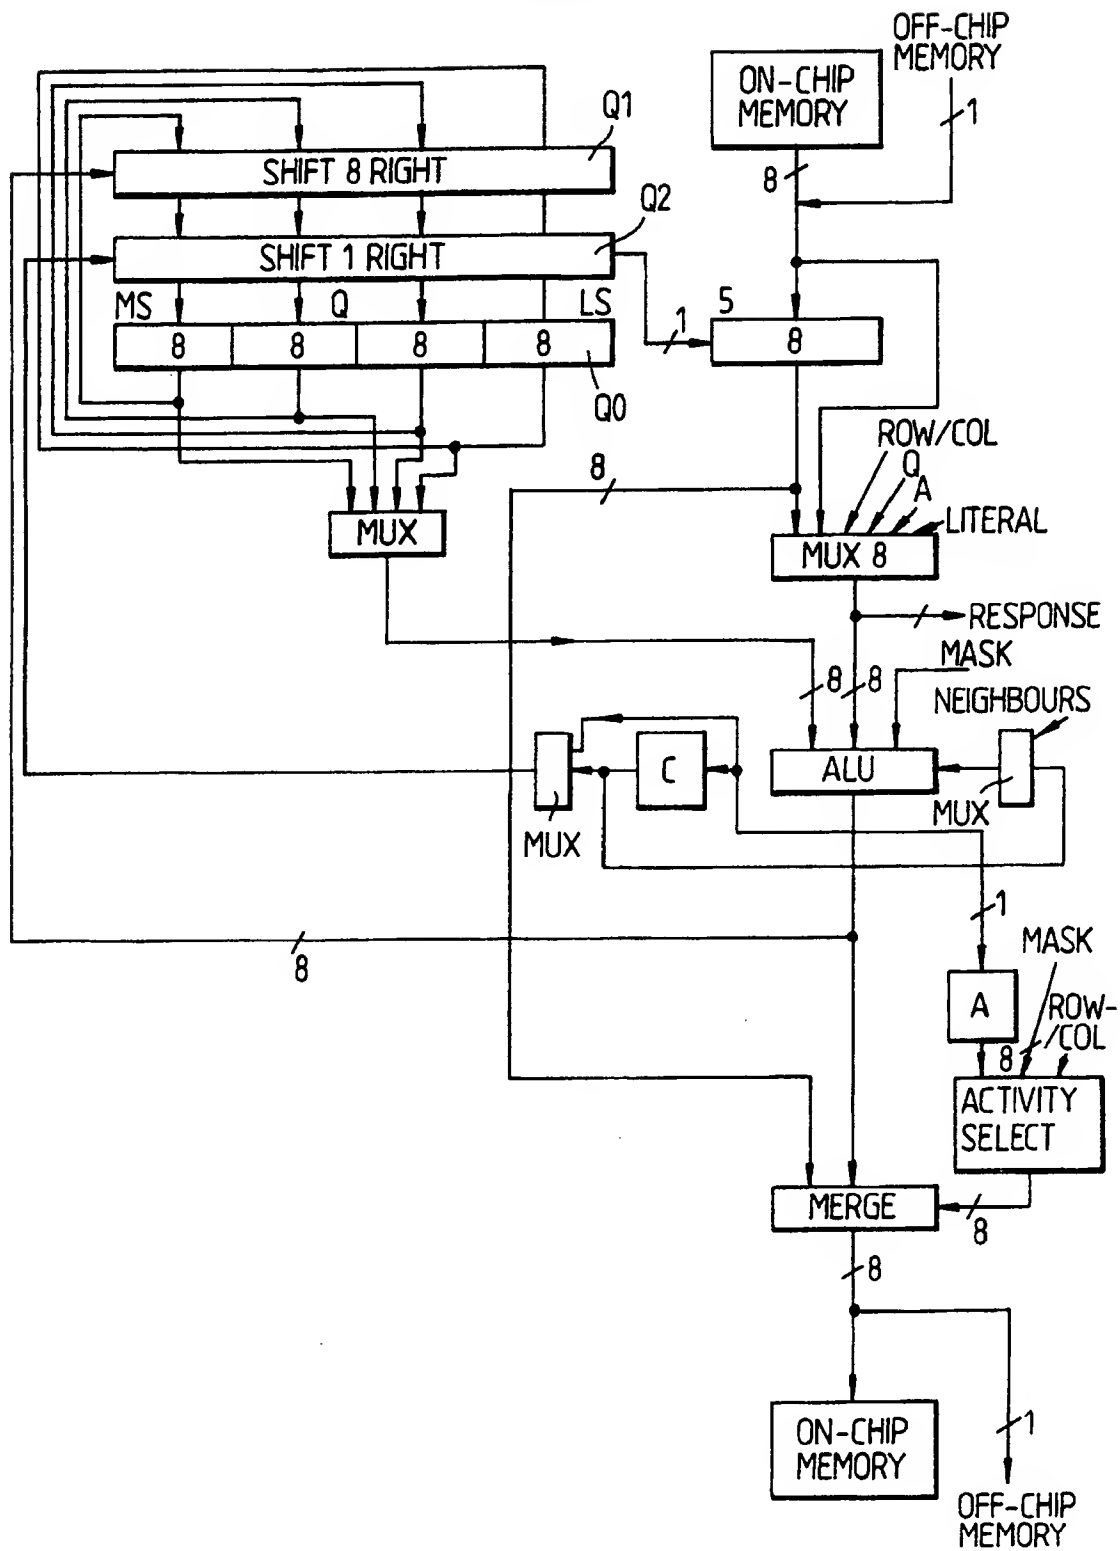 OFF-CHIP
MEMORY
ON-CHIP
MEMORY
1
Q1
8
SHIFT 8 RIGHT
Q2
SHIFT 1 RIGHT
MS
Q
LS
1
5
8
8
8
8
8
Q0
ROW/COL
Q
A
LITERAL
8
MUX
MUX 8
RESPONSE
MASK
8
8
NEIGHBOURS
C
ALU
MUX
MUX
1
8
MASK
A
ROW-
/COL
8
ACTIVITY
SELECT
MERGE
8
8
ON-CHIP
MEMORY
1
OFF-CHIP
MEMORY